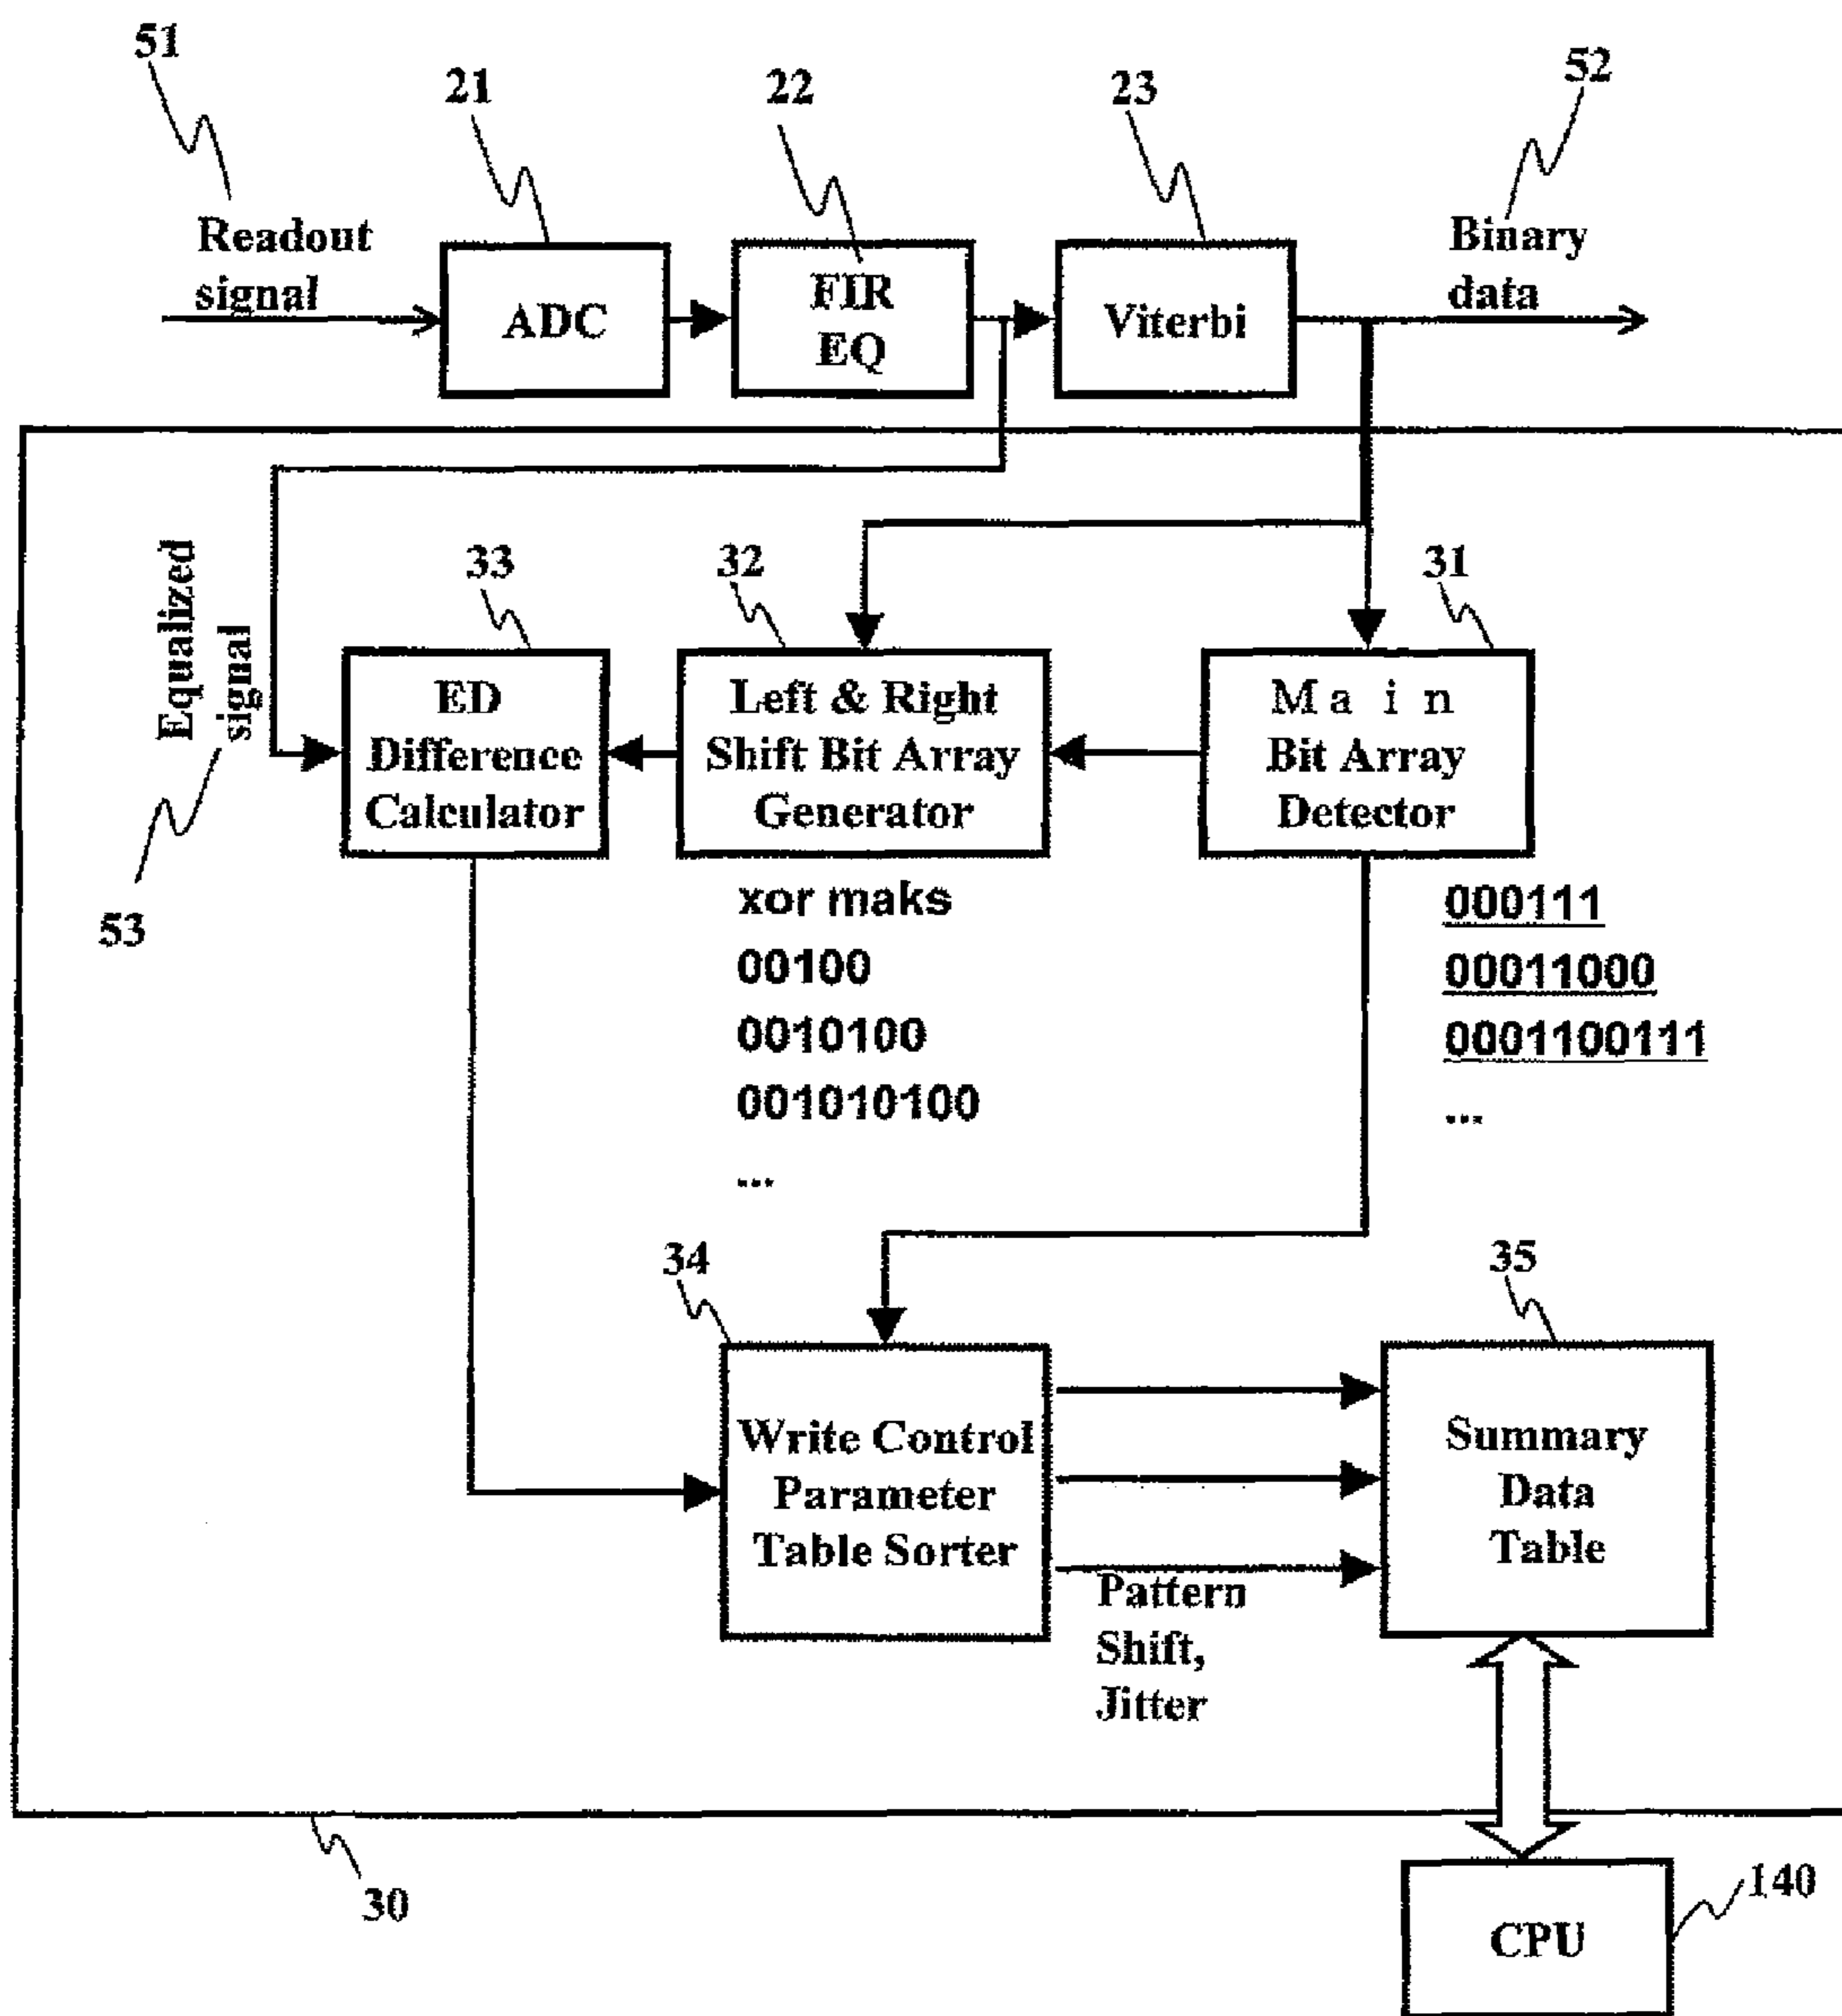 51
21
22
23
52
Readout
signal
ADC
FIR
EQ
Viterbi
Binary
data
Equalized
signal
53
33
32
31
ED
Difference
Calculator
Left & Right
Shift Bit Array
Generator
Main
Bit Array
Detector
xor maks
00100
0010100
001010100
...
000111
00011000
0001100111
...
34
35
Write Control
Parameter
Table Sorter
Pattern
Shift,
Jitter
Summary
Data
Table
30
CPU
140